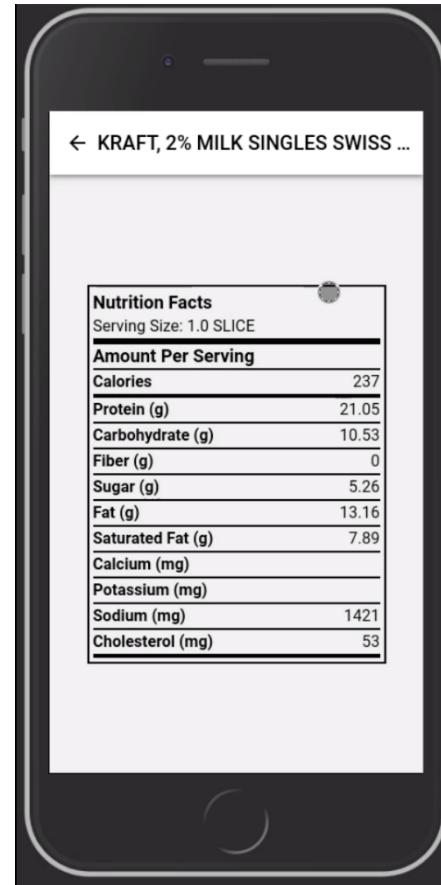 ← KRAFT, 2% MILK SINGLES SWISS ...
Nutrition Facts
Serving Size: 1.0 SLICE
Amount Per Serving
Calories 237
Protein (g) 21.05
Carbohydrate (g) 10.53
Fiber (g) 0
Sugar (g) 5.26
Fat (g) 13.16
Saturated Fat (g) 7.89
Calcium (mg)
Potassium (mg)
Sodium (mg) 1421
Cholesterol (mg) 53